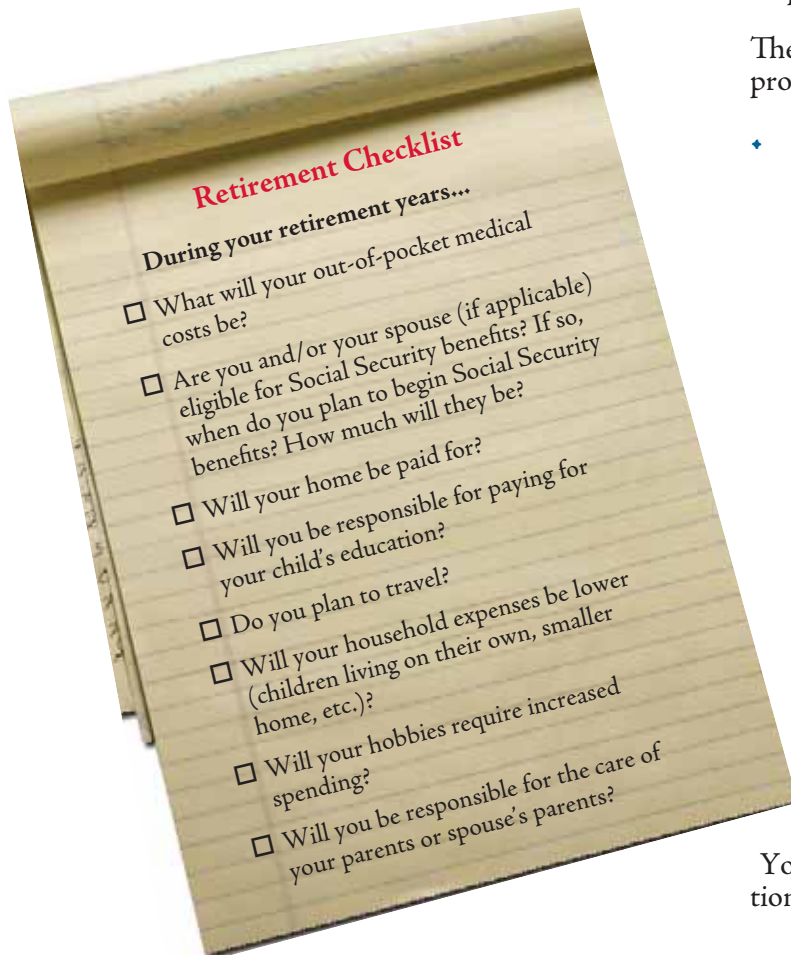 The
pro
Retirement Checklist
During your retirement years...
What will your out-of-pocket medical
costs be?
Are you and/or your spouse (if applicable)
eligible for Social Security benefits? If so,
when do you plan to begin Social Security
benefits? How much will they be?
Will your home be paid for?
Will you be responsible for paying for
your child's education?
Do you plan to travel?
Will your household expenses be lower
(children living on their own, smaller
home, etc.)?
Will your hobbies require increased
spending?
Will you be responsible for the care of
your parents or spouse's parents?
Yo
tion